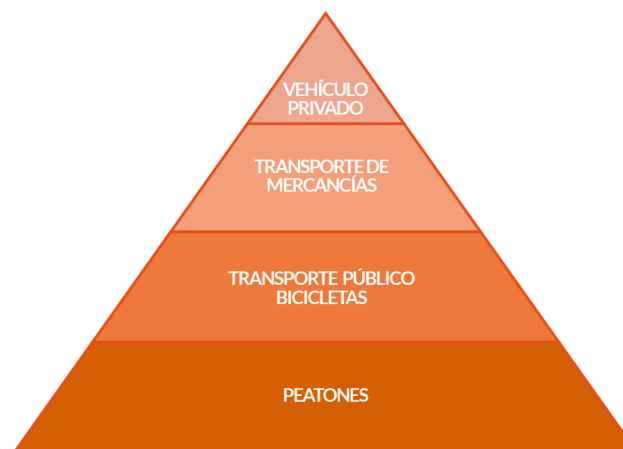 VEHÍCULO
PRIVADO
TRANSPORTE DE
MERCANCÍAS
TRANSPORTE PÚBLICO
BICICLETAS
PEATONES